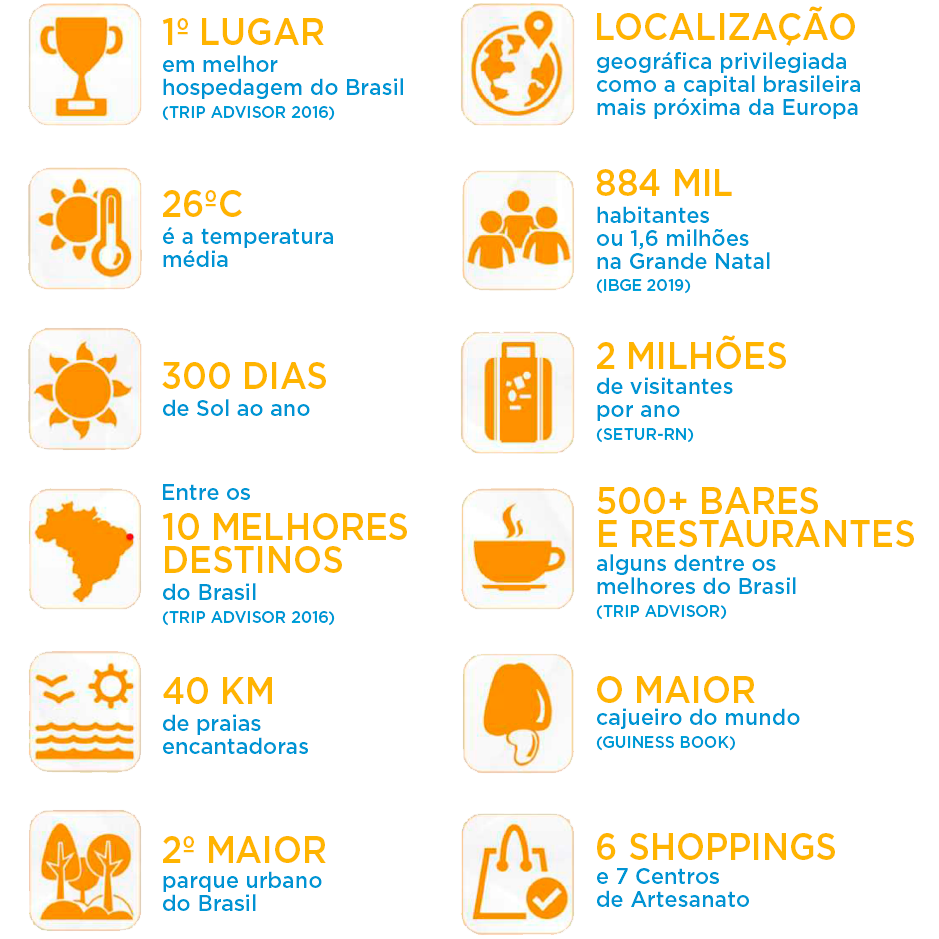 1º LUGAR
em melhor
hospedagem do Brasil
(TRIP ADVISOR 2016)
LOCALIZAÇÃO
geográfica privilegiada
como a capital brasileira
mais próxima da Europa
26ºC
é a temperatura
média
884 MIL
habitantes
ou 1,6 milhões
na Grande Natal
(IBGE 2019)
300 DIAS
de Sol ao ano
2 MILHÕES
de visitantes
por ano
(SETUR-RN)
Entre os
10 MELHORES
DESTINOS
do Brasil
(TRIP ADVISOR 2016)
500+ BARES
E RESTAURANTES
alguns dentre os
melhores do Brasil
(TRIP ADVISOR)
40 KM
de praias
encantadoras
O MAIOR
cajueiro do mundo
(GUINESS BOOK)
2º MAIOR
parque urbano
do Brasil
6 SHOPPINGS
e 7 Centros
de Artesanato